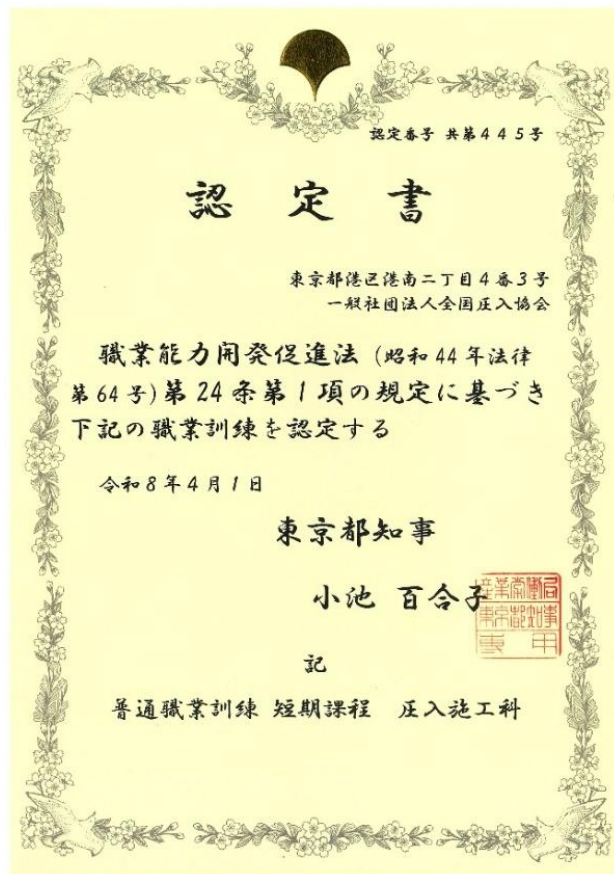 認定番号 共第445号
認定書
東京都港区港南二丁目4番3号
一般社団法人全国圧入協会
職業能力開発促進法(昭和44年法律
第64号)第24条第1項の規定に基づき
下記の職業訓練を認定する
令和8年4月1日
東京都知事
小池 百合子
記
普通職業訓練 短期課程 圧入施工科